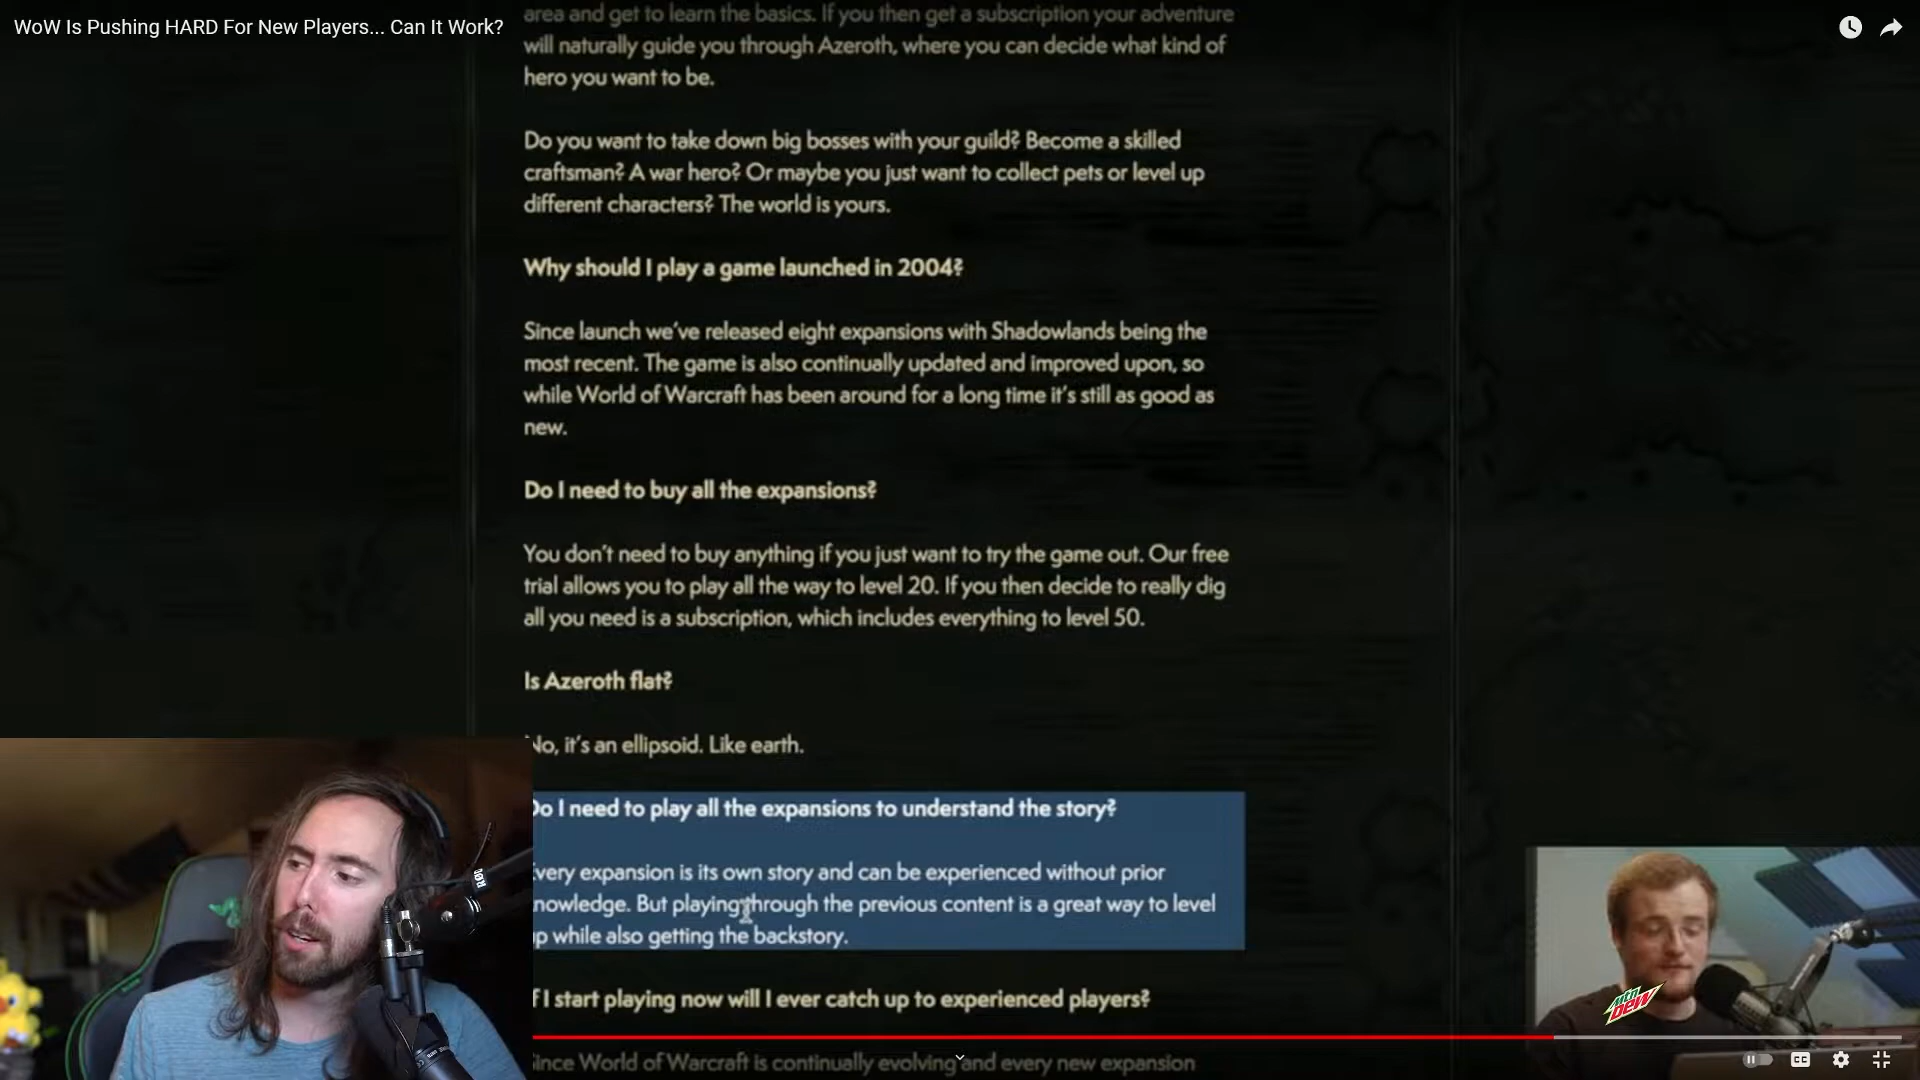 WoW Is Pushing HARD For New Players... Can It Work?
area and get to learn the basics. If you then get a subscription your adventure
will naturally guide you through Azeroth, where you can decide what kind of
hero you want to be.
Do you want to take down big bosses with your guild? Become a skilled
craftsman? A war hero? Or maybe you just want to collect pets or level up
different characters? The world is yours.
Why should I play a game launched in 2004?
Since launch we've released eight expansions with Shadowlands being the
most recent. The game is also continually updated and improved upon, so
while World of Warcraft has been around for a long time it's still as good as
new.
Do I need to buy all the expansions?
You don't need to buy anything if you just want to try the game out. Our free
trial allows you to play all the way to level 20. If you then decide to really dig
all you need is a subscription, which includes everything to level 50.
Is Azeroth flat?
No, it's an ellipsoid. Like earth.
Do I need to play all the expansions to understand the story?
very expansion is its own story and can be experienced without prior
nowledge. But playing through the previous content is a great way to level
p while also getting the backstory.
f I start playing now will I ever catch up to experienced players?
ince World of Warcraft is continually evolving and every new expansion
RØDE
mtn DEW
CC